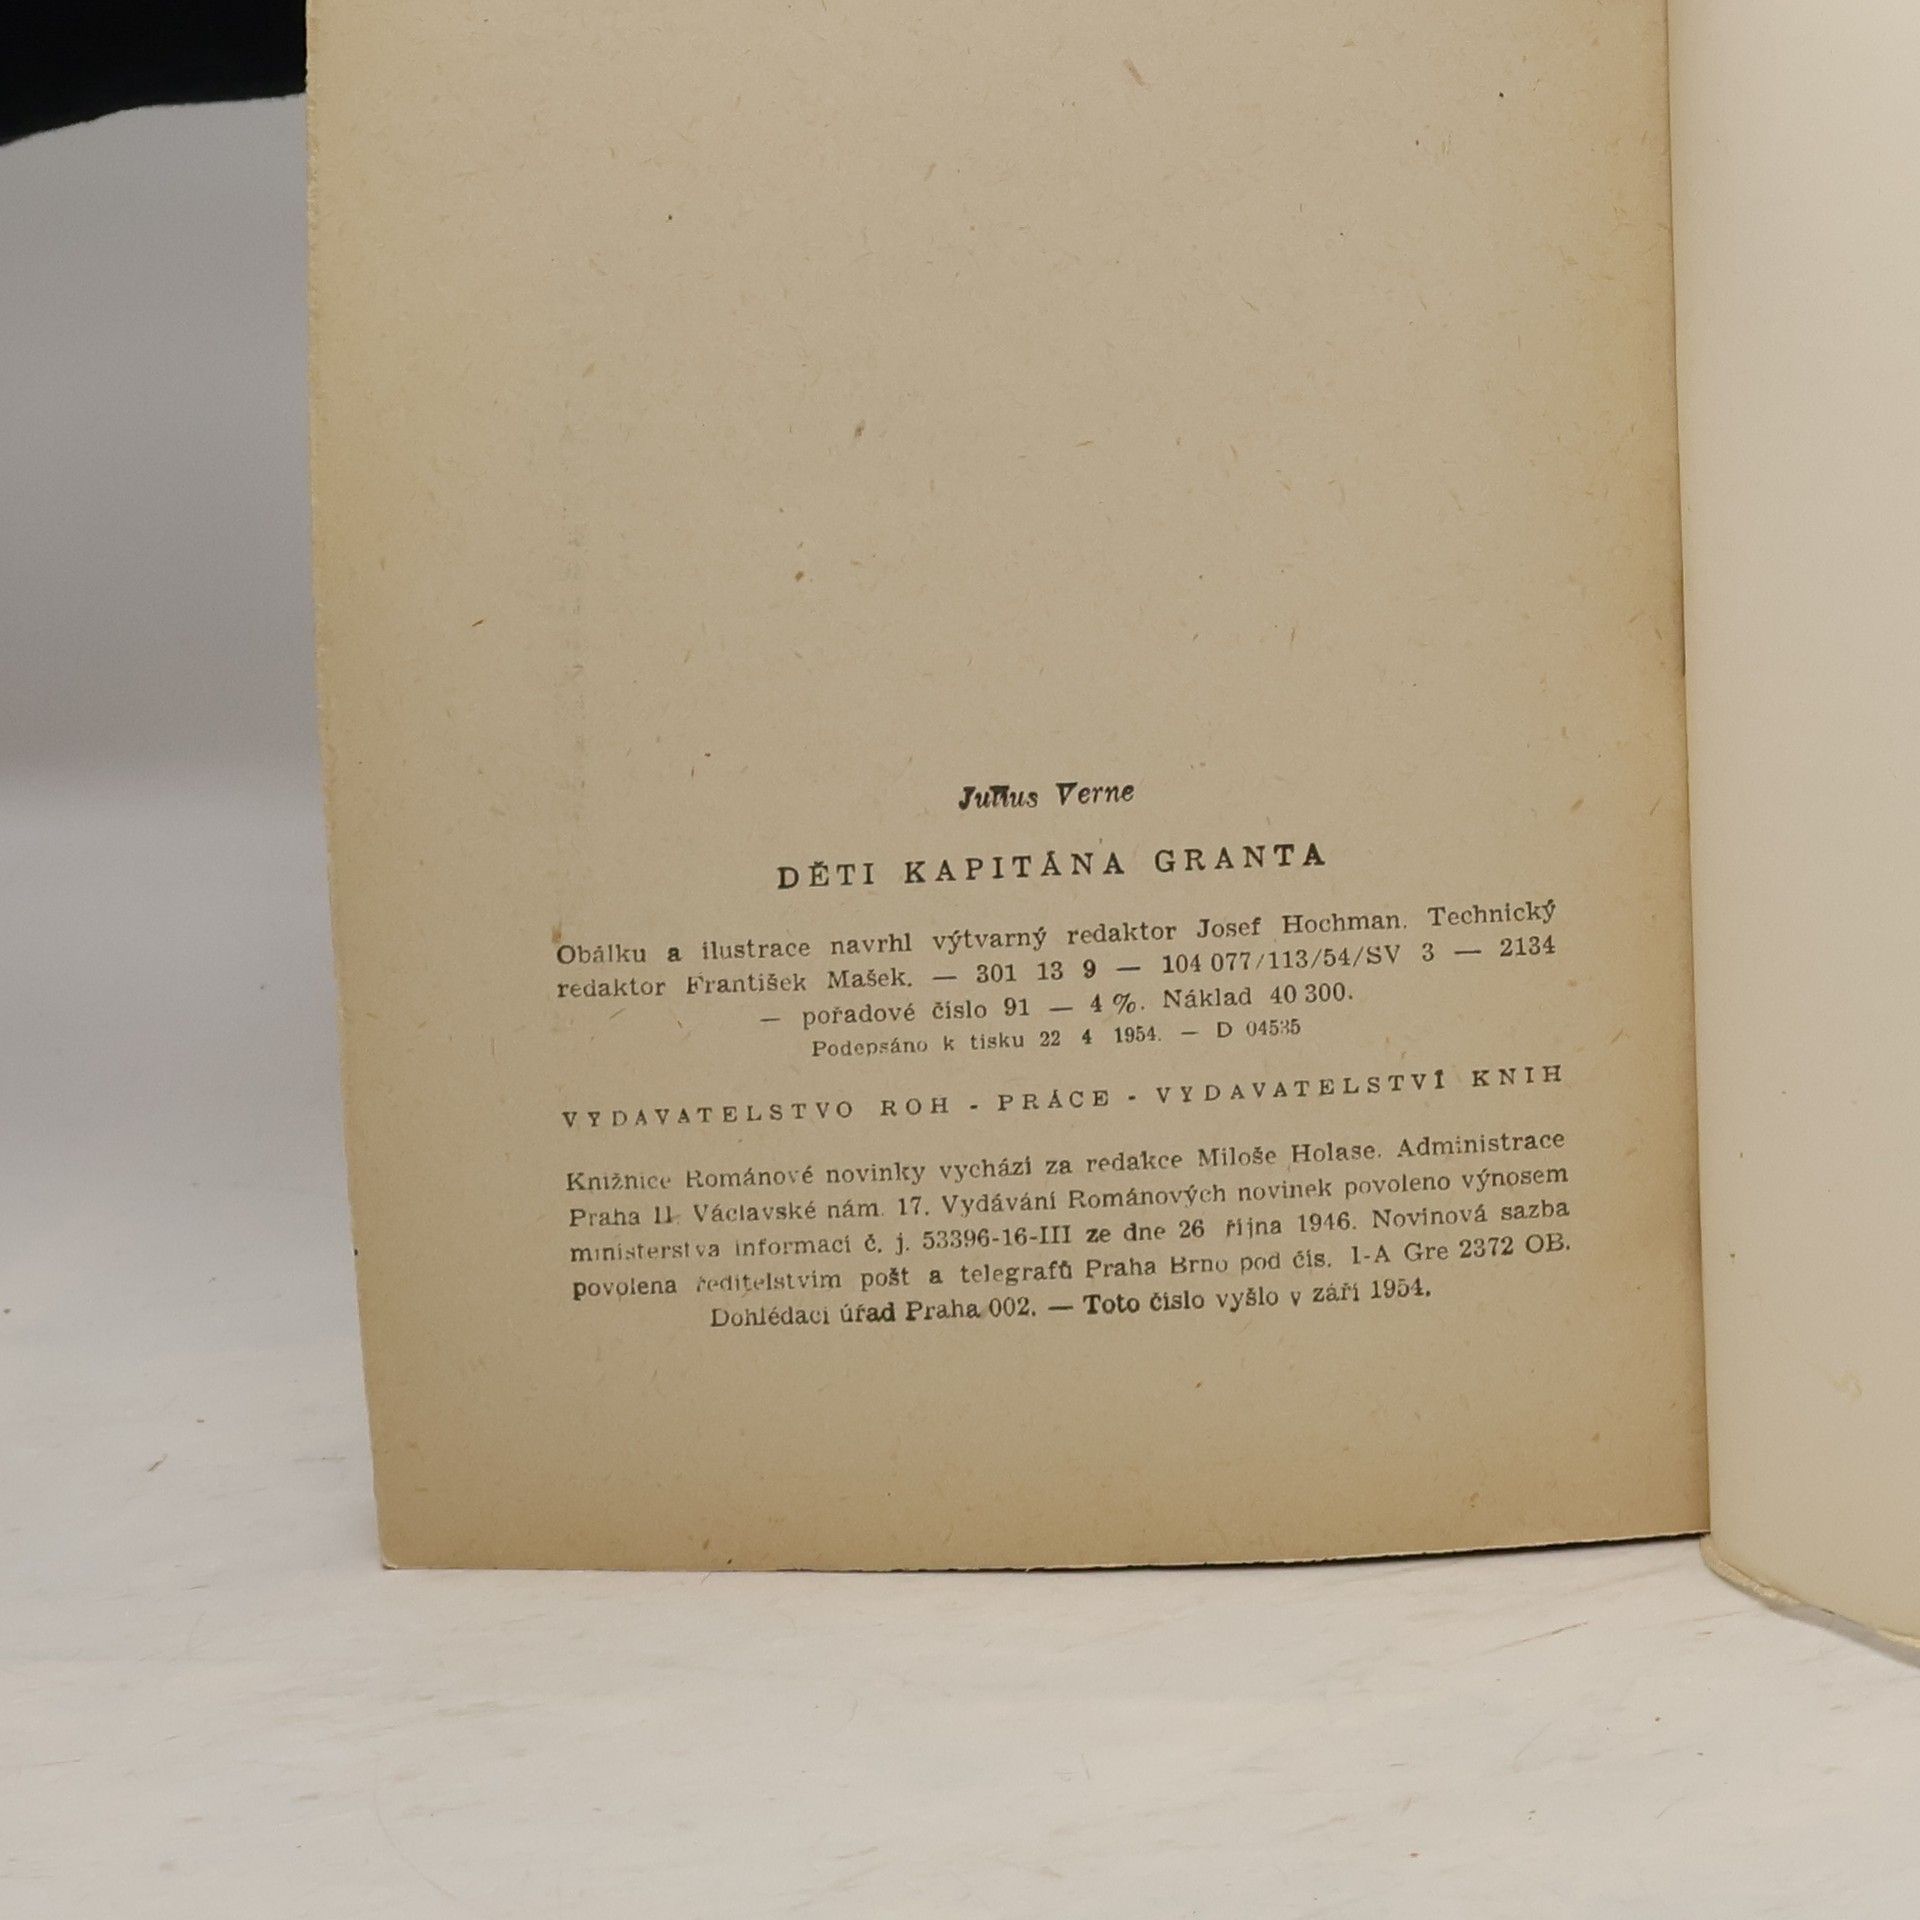 Julius Verne
DĚTI KAPITÁNA GRANTA
Obálku a ilustrace navrhl výtvarný redaktor Josef Hochman. Technický
redaktor František Mašek. — 301 13 9 — 104 077/113/54/SV 3 — 2134
— pořadové číslo 91 — 4 %. Náklad 40 300.
Podepsáno k tisku 22 4 1954. — D 04535
VYDAVATELSTVO ROH - PRÁCE - VYDAVATELSTVÍ KNIH
Knižnice Románové novinky vychází za redakce Miloše Holase. Administrace
Praha II. Václavské nám. 17. Vydávání Románových novinek povoleno výnosem
ministerstva informací č. j. 53396-16-III ze dne 26 října 1946. Novinová sazba
povolena ředitelstvím pošt a telegrafů Praha Brno pod čís. 1-A Gre 2372 OB.
Dohlédací úřad Praha 002. — Toto číslo vyšlo v září 1954.